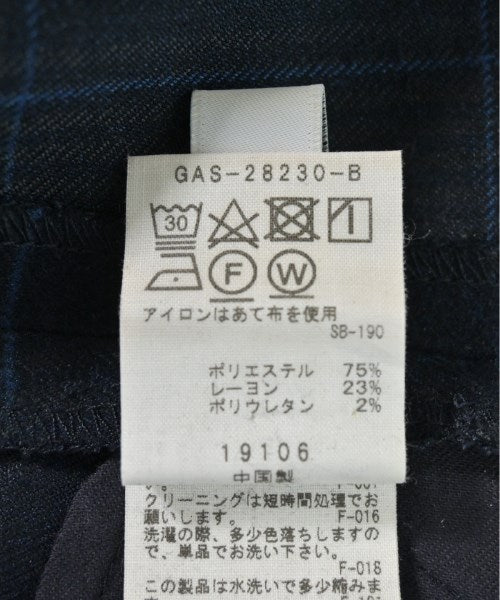 GAS-28230-B
30
F W
アイロンはあて布を使用
SB-190
ポリエステル 75%
レーヨン 23%
ポリウレタン 2%
19106
中国製
クリーニングは短時間処理でお
願いします。 F-016
洗濯の際、多少色落ちしますの
で、単品でお洗い下さい。
F-018
この製品は水洗いで多少縮みま
す。